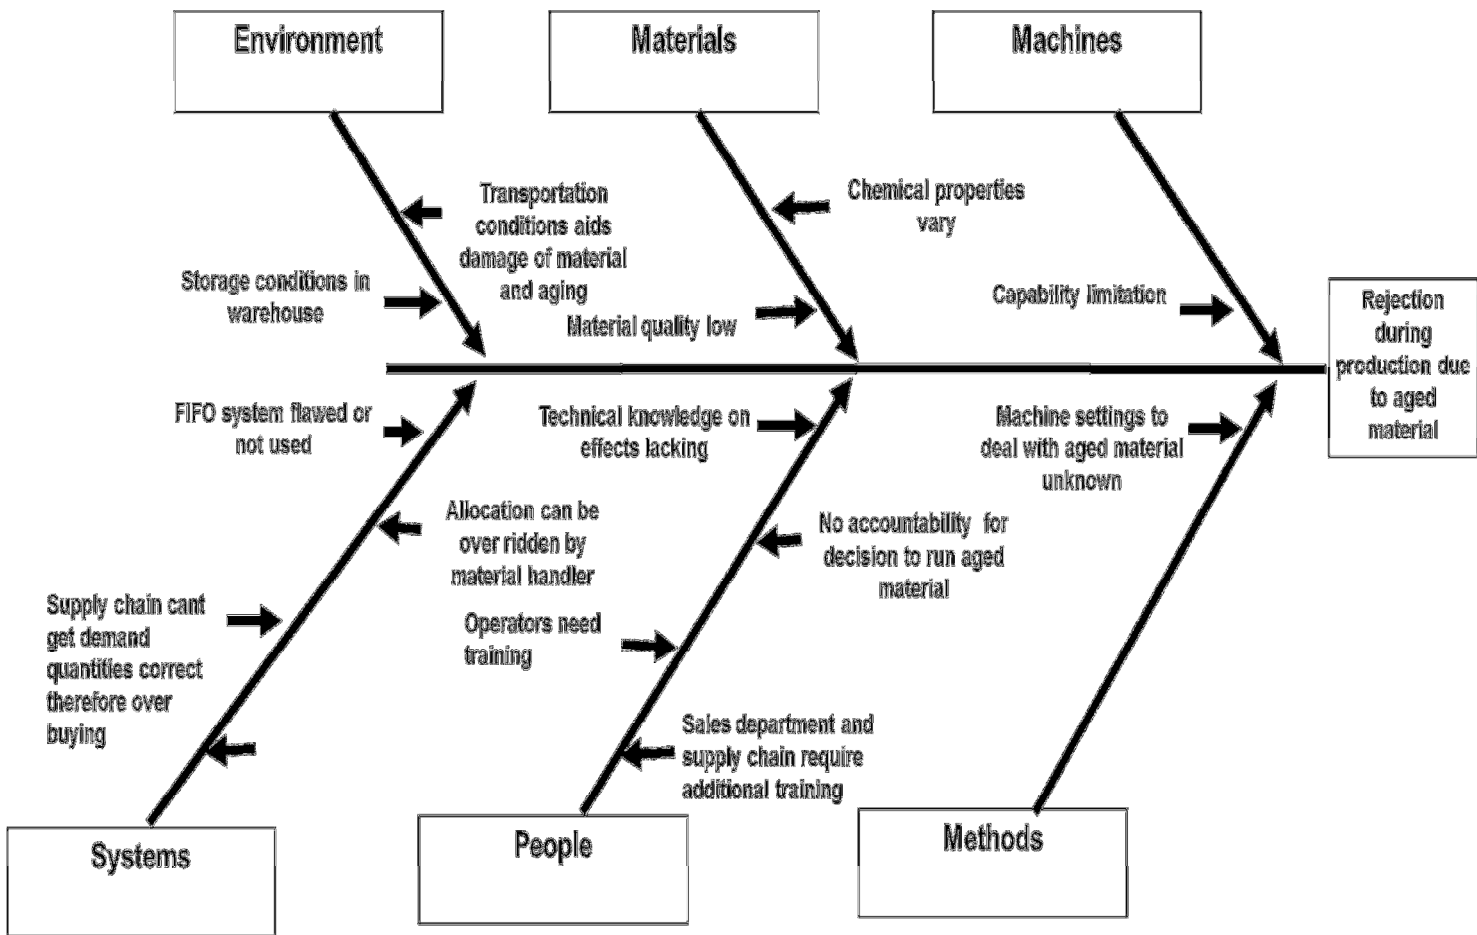 Environment
Materials
Machines
Transportation
conditions aids
damage of material
and aging
Storage conditions in
warehouse
Chemical properties
vary
Material quality low
Capability limitation
Rejection
during
production due
to aged
material
FIFO system flawed or
not used
Allocation can be
over ridden by
material handler
Supply chain cant
get demand
quantities correct
therefore over
buying
Technical knowledge on
effects lacking
No accountability for
decision to run aged
material
Operators need
training
Sales department and
supply chain require
additional training
Machine settings to
deal with aged material
unknown
Systems
People
Methods